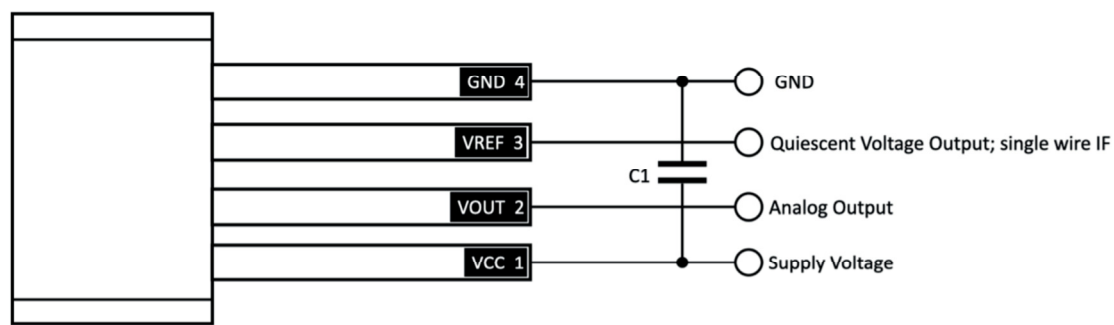 GND 4
GND
VREF 3
Quiescent Voltage Output; single wire IF
C1
VOUT 2
Analog Output
VCC 1
Supply Voltage